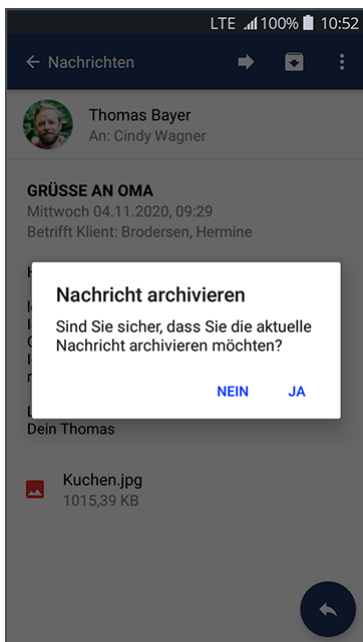 LTE 100% 10:52
Nachrichten
Thomas Bayer
An: Cindy Wagner
GRÜSSE AN OMA
Mittwoch 04.11.2020, 09:29
Betrifft Klient: Brodersen, Hermine
Nachricht archivieren
Sind Sie sicher, dass Sie die aktuelle
Nachricht archivieren möchten?
NEIN JA
Dein Thomas
Kuchen.jpg
1015,39 KB